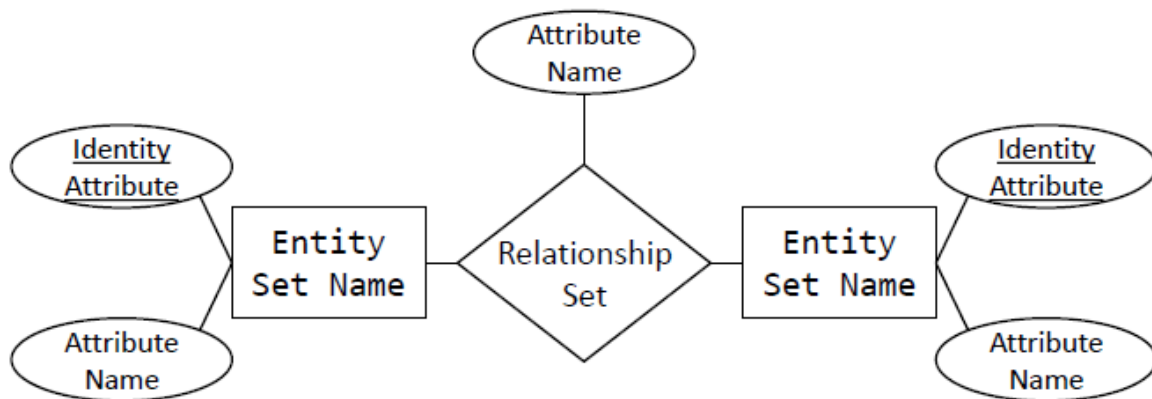 Attribute
Name
Identity
Attribute
Identity
Attribute
Entity
Set Name
Relationship
Set
Entity
Set Name
Attribute
Name
Attribute
Name